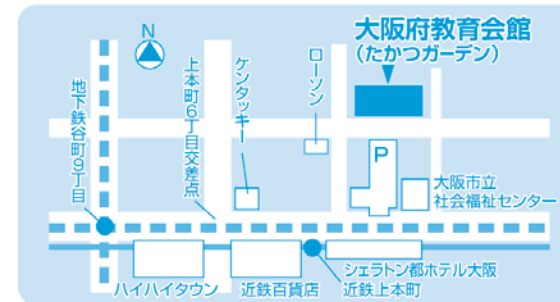 N
大阪府教育会館
(たかつガーデン)
ローソン
ケンタッキー
上本町6丁目交差点
地下鉄谷町9丁目
P
大阪市立
社会福祉センター
シェラトン都ホテル大阪
ハイハイタウン
近鉄百貨店
近鉄上本町